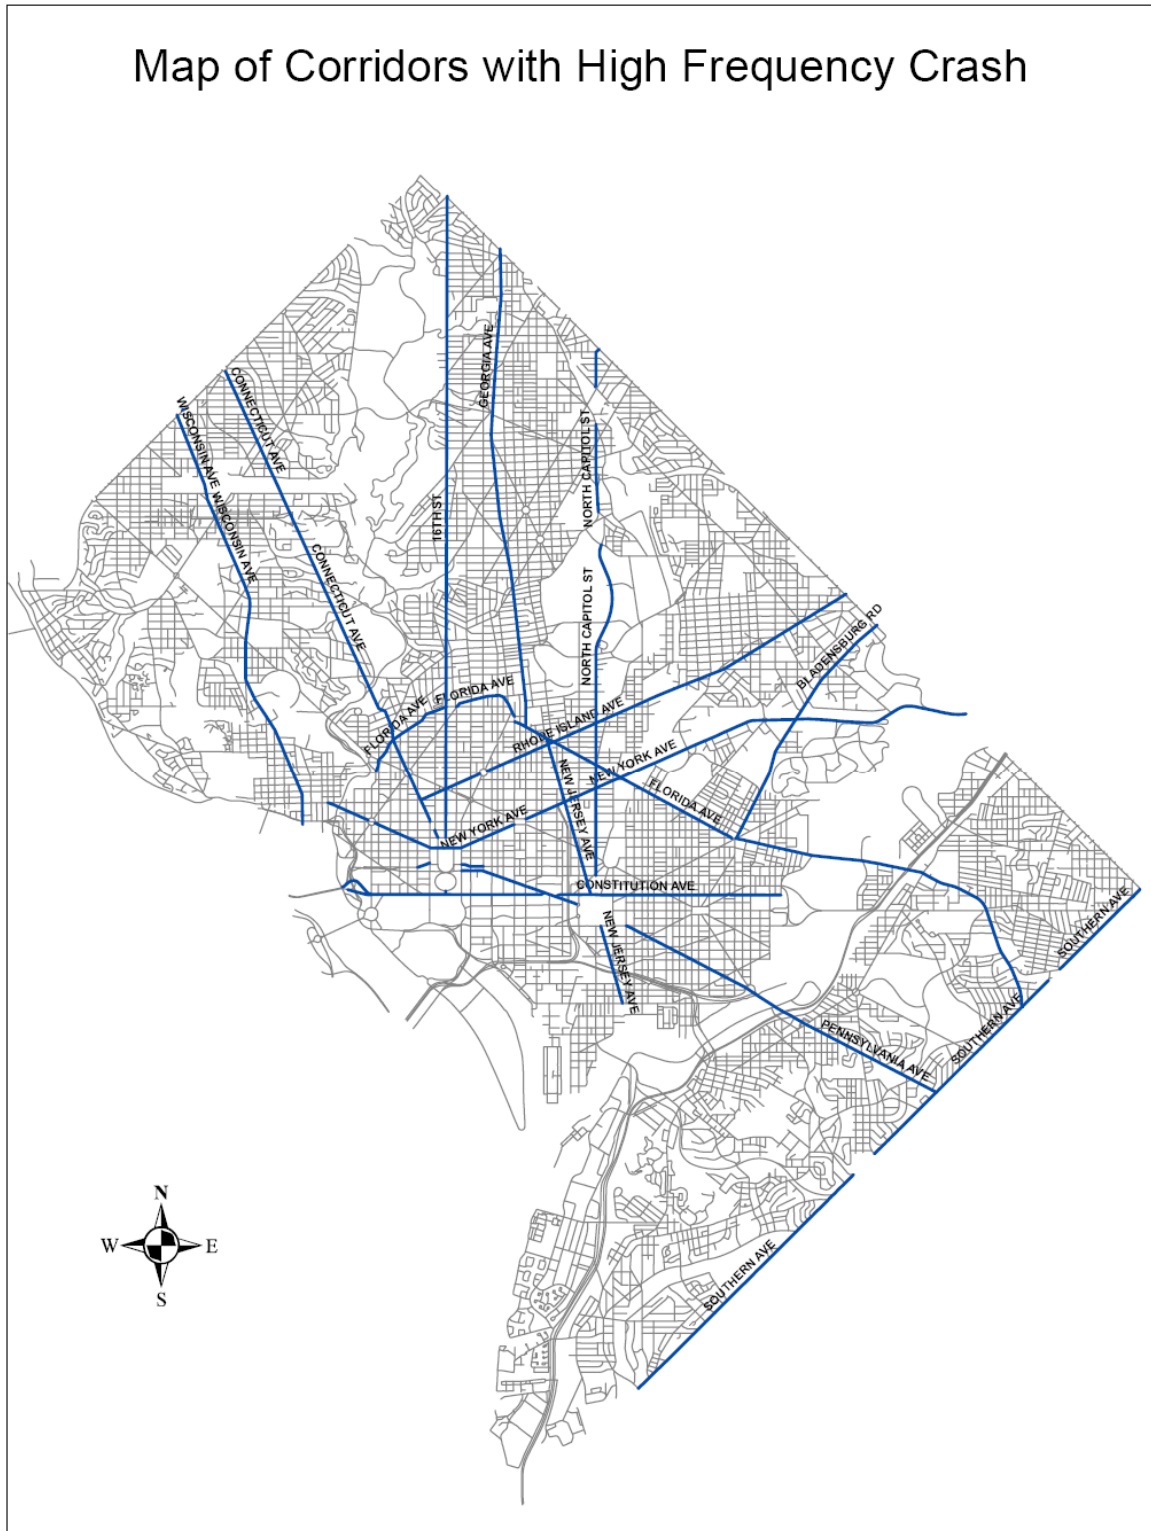 Map of Corridors with High Frequency Crash
GEORGIA AVE
CONNECTICUT AVE
WISCONSIN AVE
WISCONSIN AVE
NORTH CAPITOL ST
16TH ST
CONNECTICUT AVE
NORTH CAPITOL ST
BLADENSBURG RD
FLORIDA AVE
FLORIDA AVE
RHODE ISLAND AVE
NEW YORK AVE
NEW JERSEY AVE
FLORIDA AVE
NEW YORK AVE
CONSTITUTION AVE
SOUTHERN AVE
NEW JERSEY AVE
SOUTHERN AVE
PENNSYLVANIA AVE
N
W E
S
SOUTHERN AVE